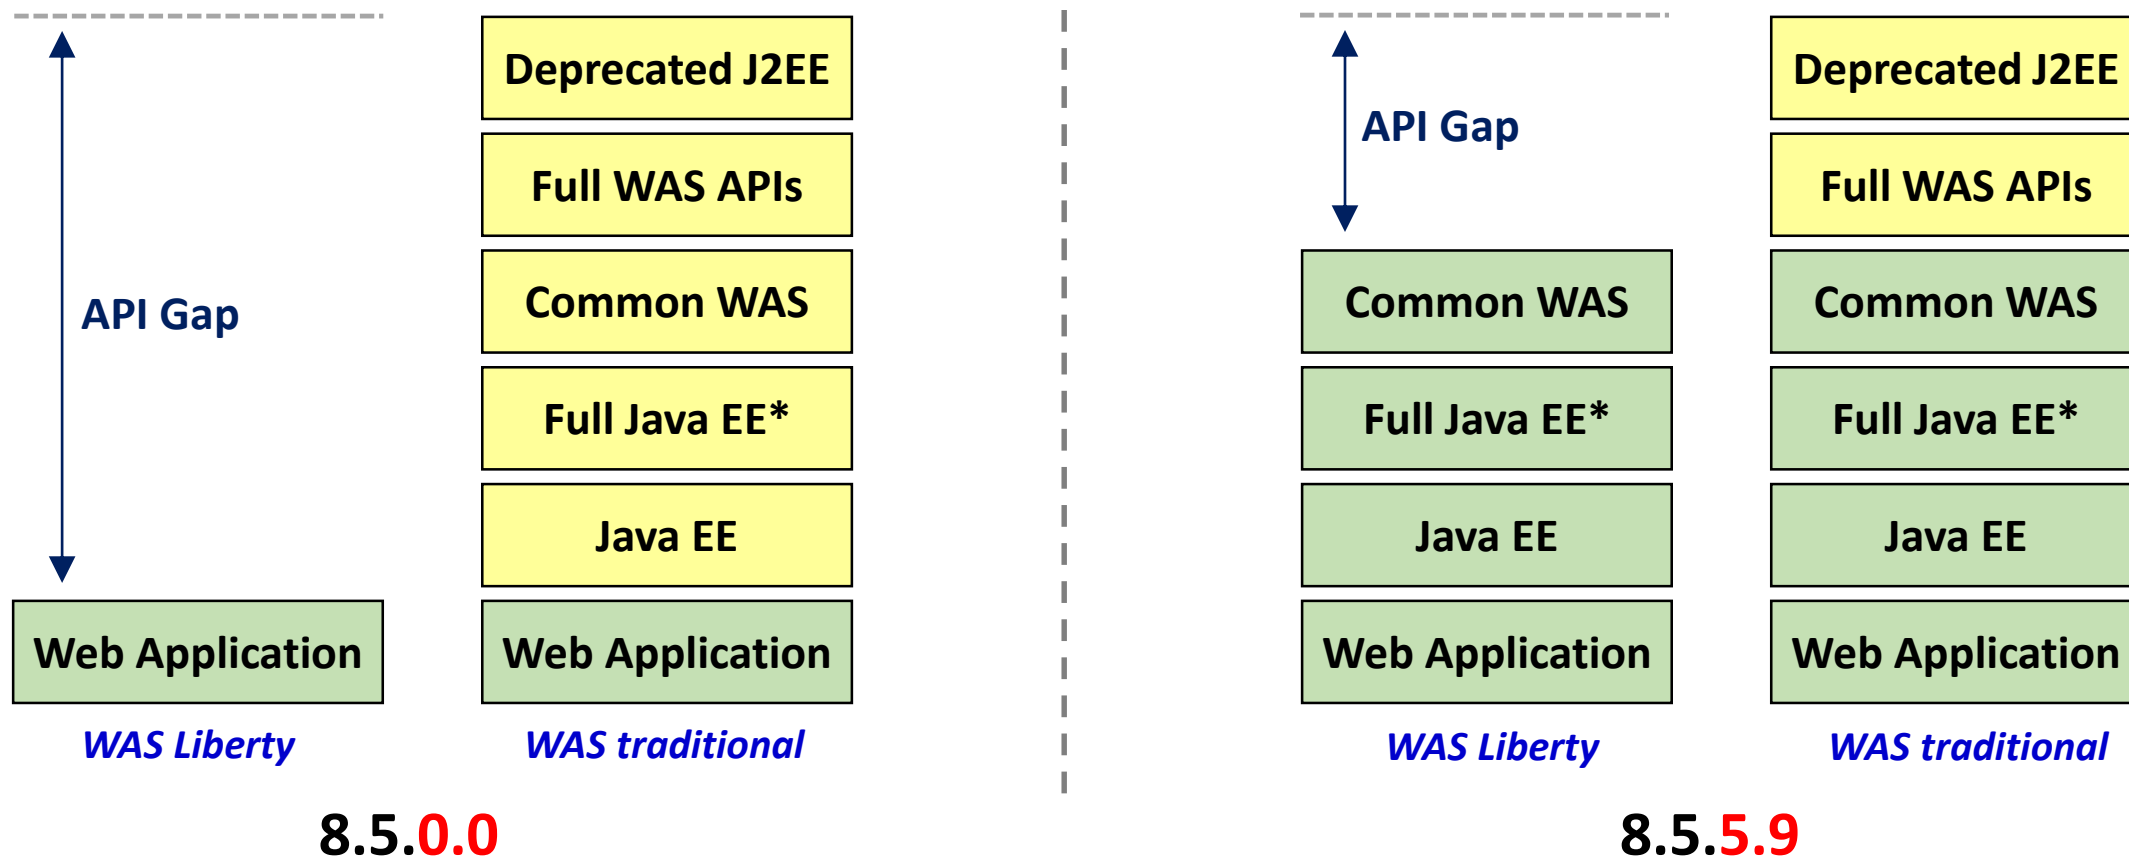 API Gap
Web Application
WAS Liberty
Deprecated J2EE
Full WAS APIs
Common WAS
Full Java EE*
Java EE
Web Application
WAS traditional
8.5.0.0
API Gap
Common WAS
Full Java EE*
Java EE
Web Application
WAS Liberty
Deprecated J2EE
Full WAS APIs
Common WAS
Full Java EE*
Java EE
Web Application
WAS traditional
8.5.5.9